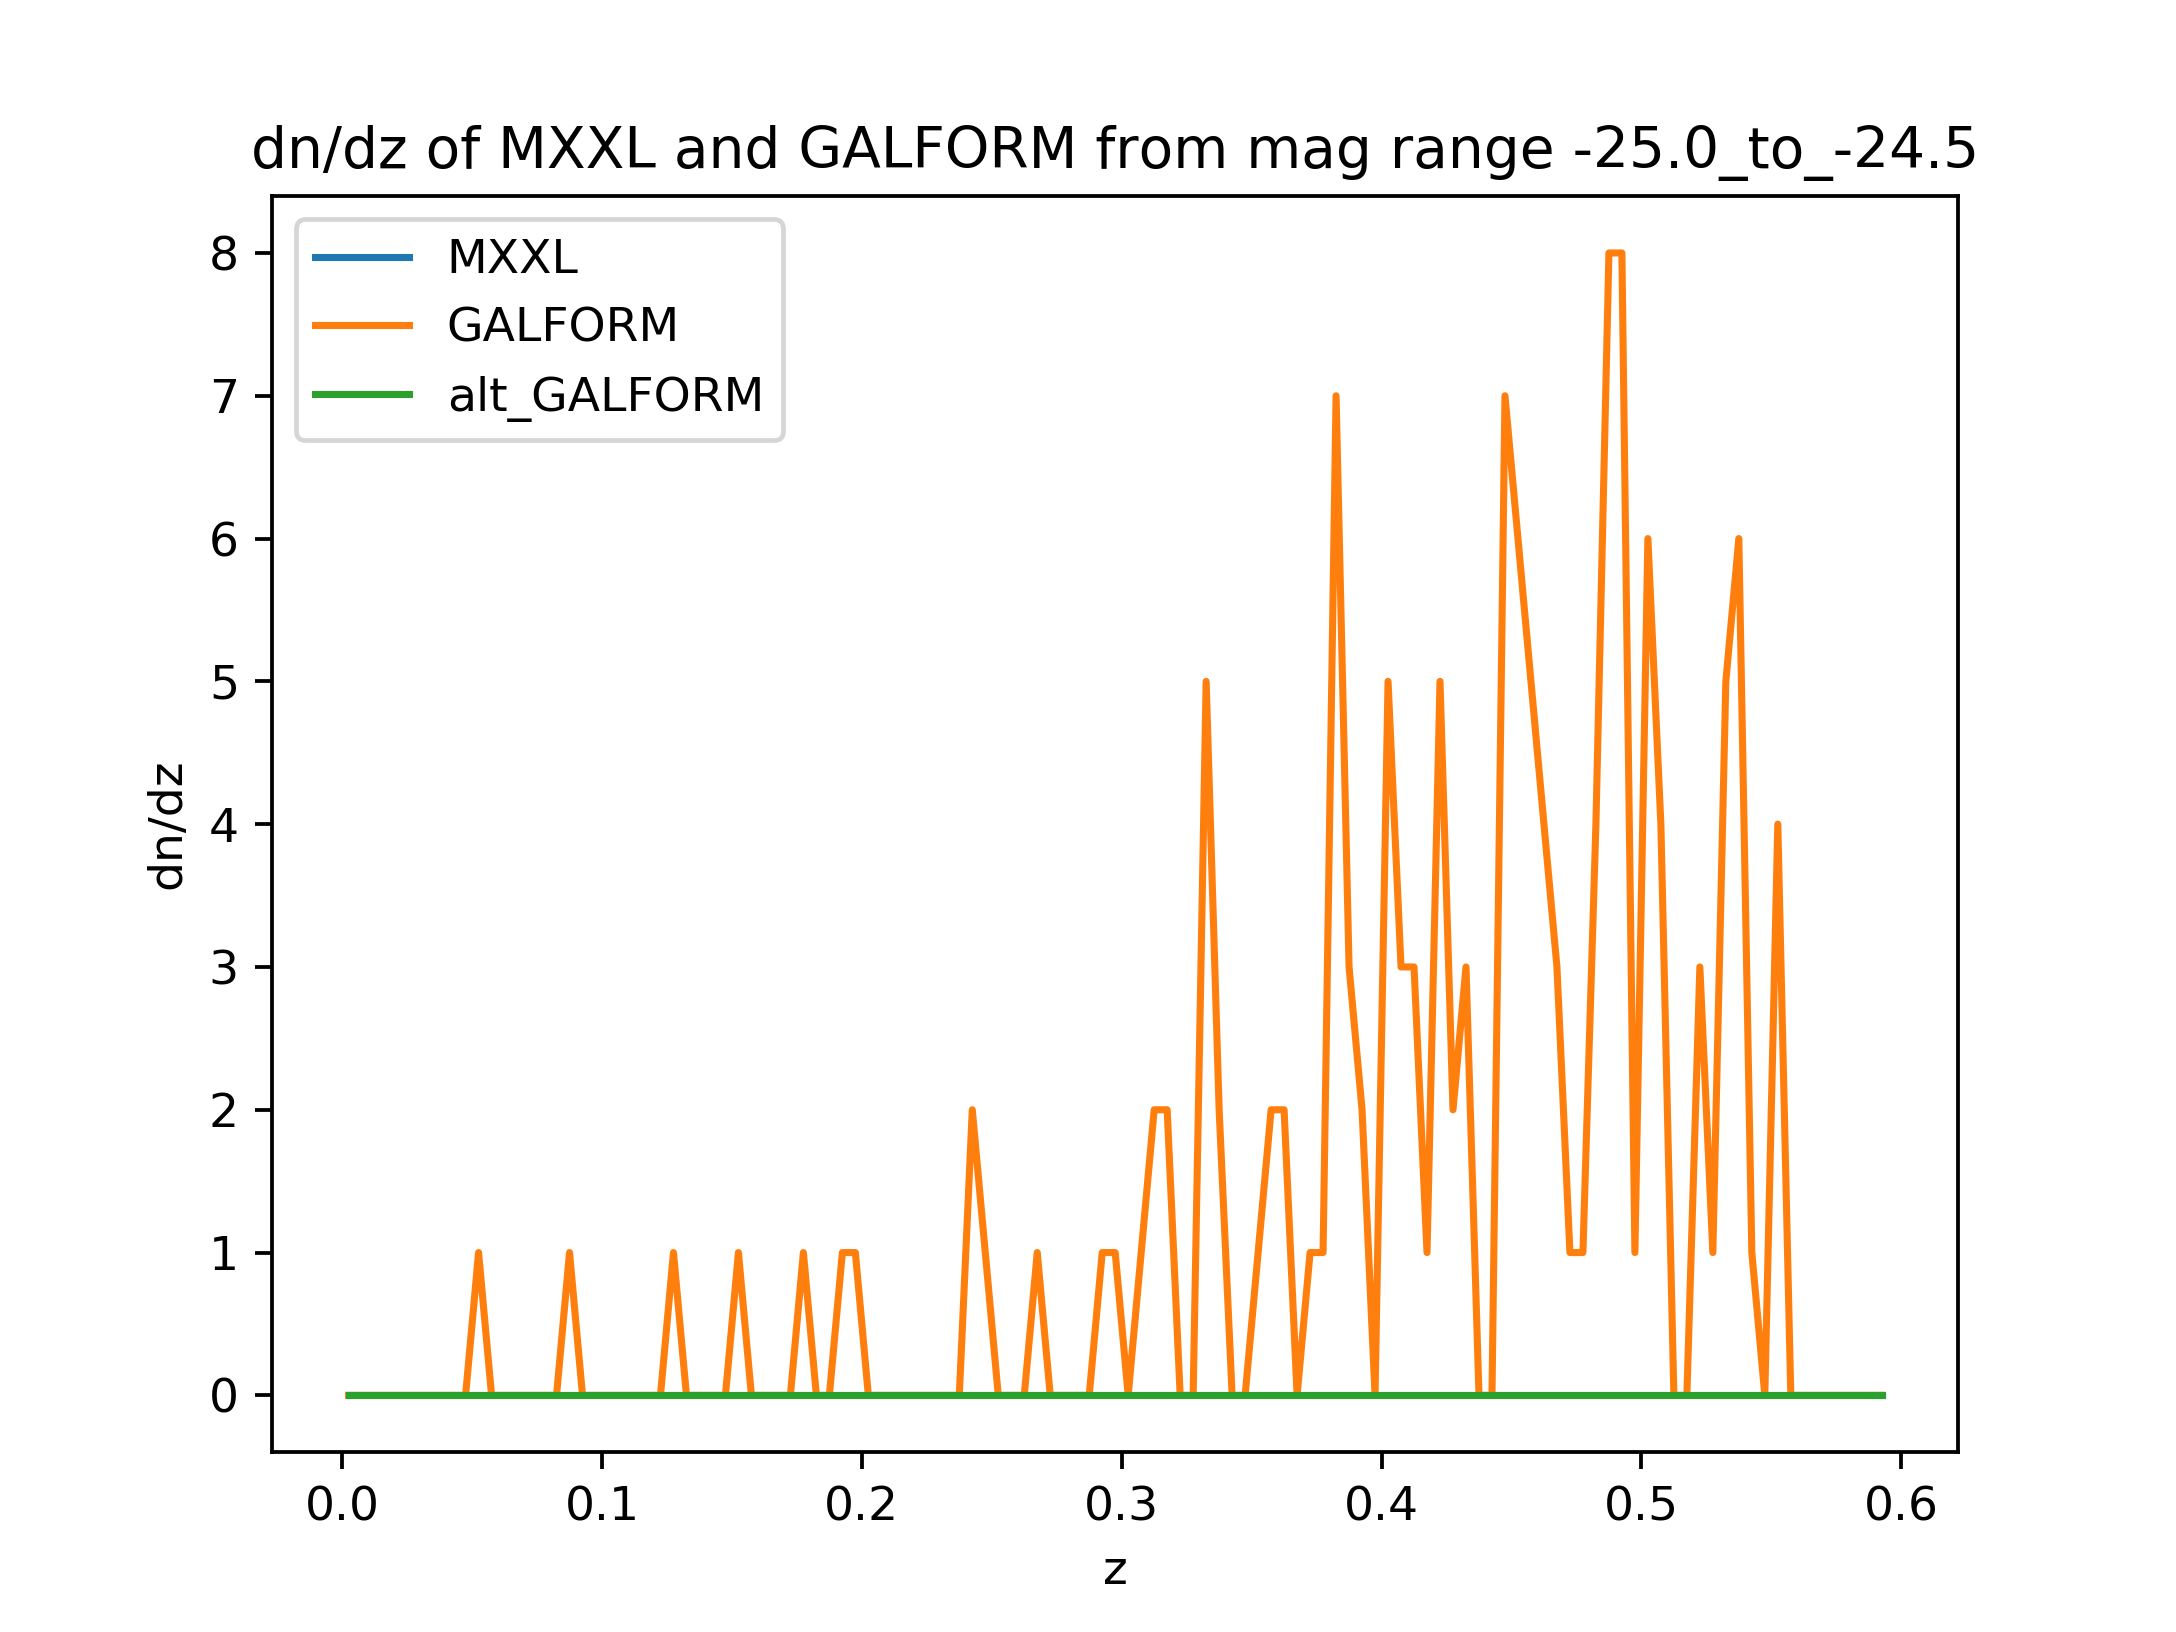 dn/dz of MXXL and GALFORM from mag range -25.0_to_-24.5
MXXL
GALFORM
alt_GALFORM
8
7
6
5
4
3
2
1
0
dn/dz
0.0 0.1 0.2 0.3 0.4 0.5 0.6
z